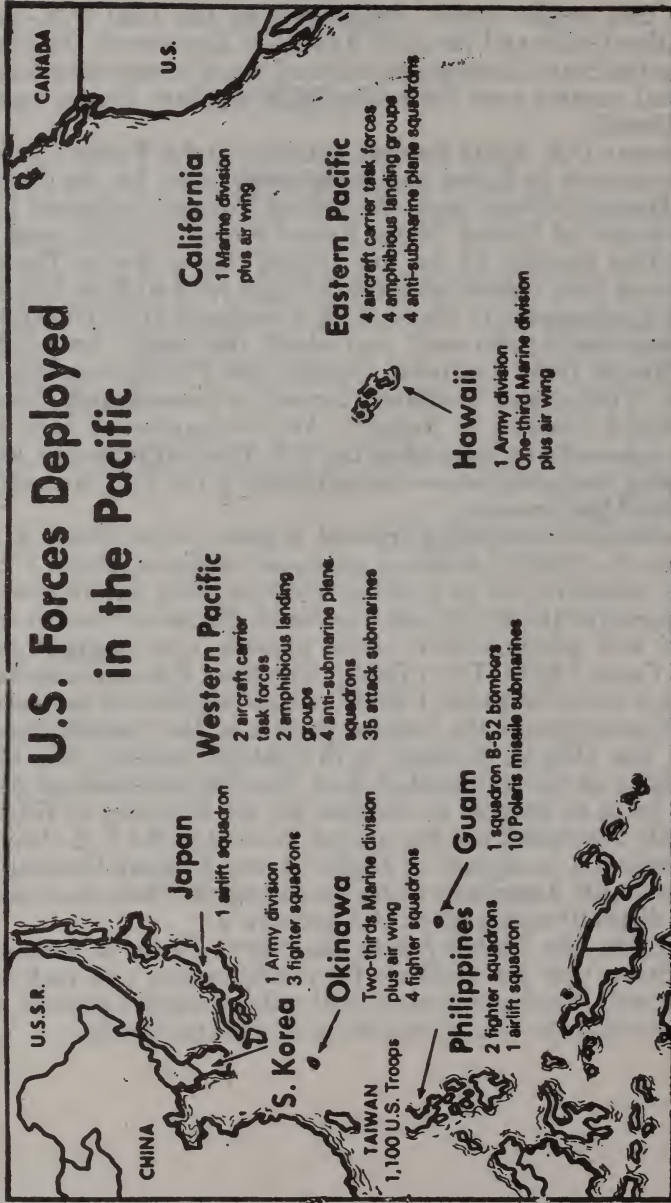 U.S. Forces Deployed
in the Pacific
CANADA
U.S.
U.S.S.R.
CHINA
Japan
1 airlift squadron
S. Korea
1 Army division
3 fighter squadrons
Okinawa
Two-thirds Marine division
plus air wing
4 fighter squadrons
TAIWAN
1,100 U.S. Troops
Philippines
2 fighter squadrons
1 airlift squadron
Guam
1 squadron B-52 bombers
10 Polaris missile submarines
Western Pacific
2 aircraft carrier
task forces
2 amphibious landing
groups
4 anti-submarine plane
squadrons
35 attack submarines
California
1 Marine division
plus air wing
Eastern Pacific
4 aircraft carrier task forces
4 amphibious landing groups
4 anti-submarine plane squadrons
Hawaii
1 Army division
One-third Marine division
plus air wing